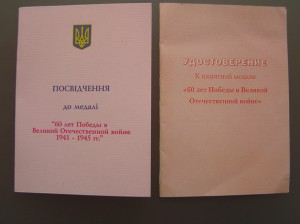 ПОСВІДЧЕННЯ
до медалі
"60 лет Победы в
Великой Отечественной войне
1941 - 1945 гг."
УДОСТОВЕРЕНИЕ
К памятной медали
«60 лет Победы в Великой
Отечественной войне»